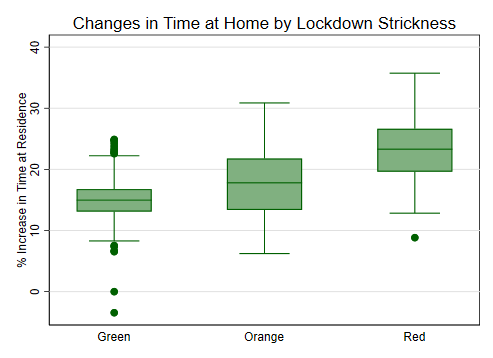 Changes in Time at Home by Lockdown Strickness
% Increase in Time at Residence
40
30
20
10
0
Green
Orange
Red